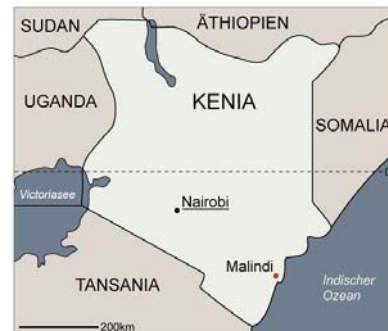 SUDAN
ÄTHIOPIEN
KENIA
UGANDA
SOMALIA
Victoriasee
Nairobi
Malindi
TANSANIA
Indischer
Ozean
200km